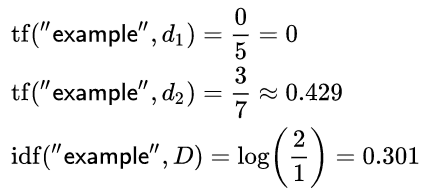 tf("example", d₁) = 0/5 = 0
tf("example", d₂) = 3/7 ≈ 0.429
idf("example", D) = log(2/1) = 0.301